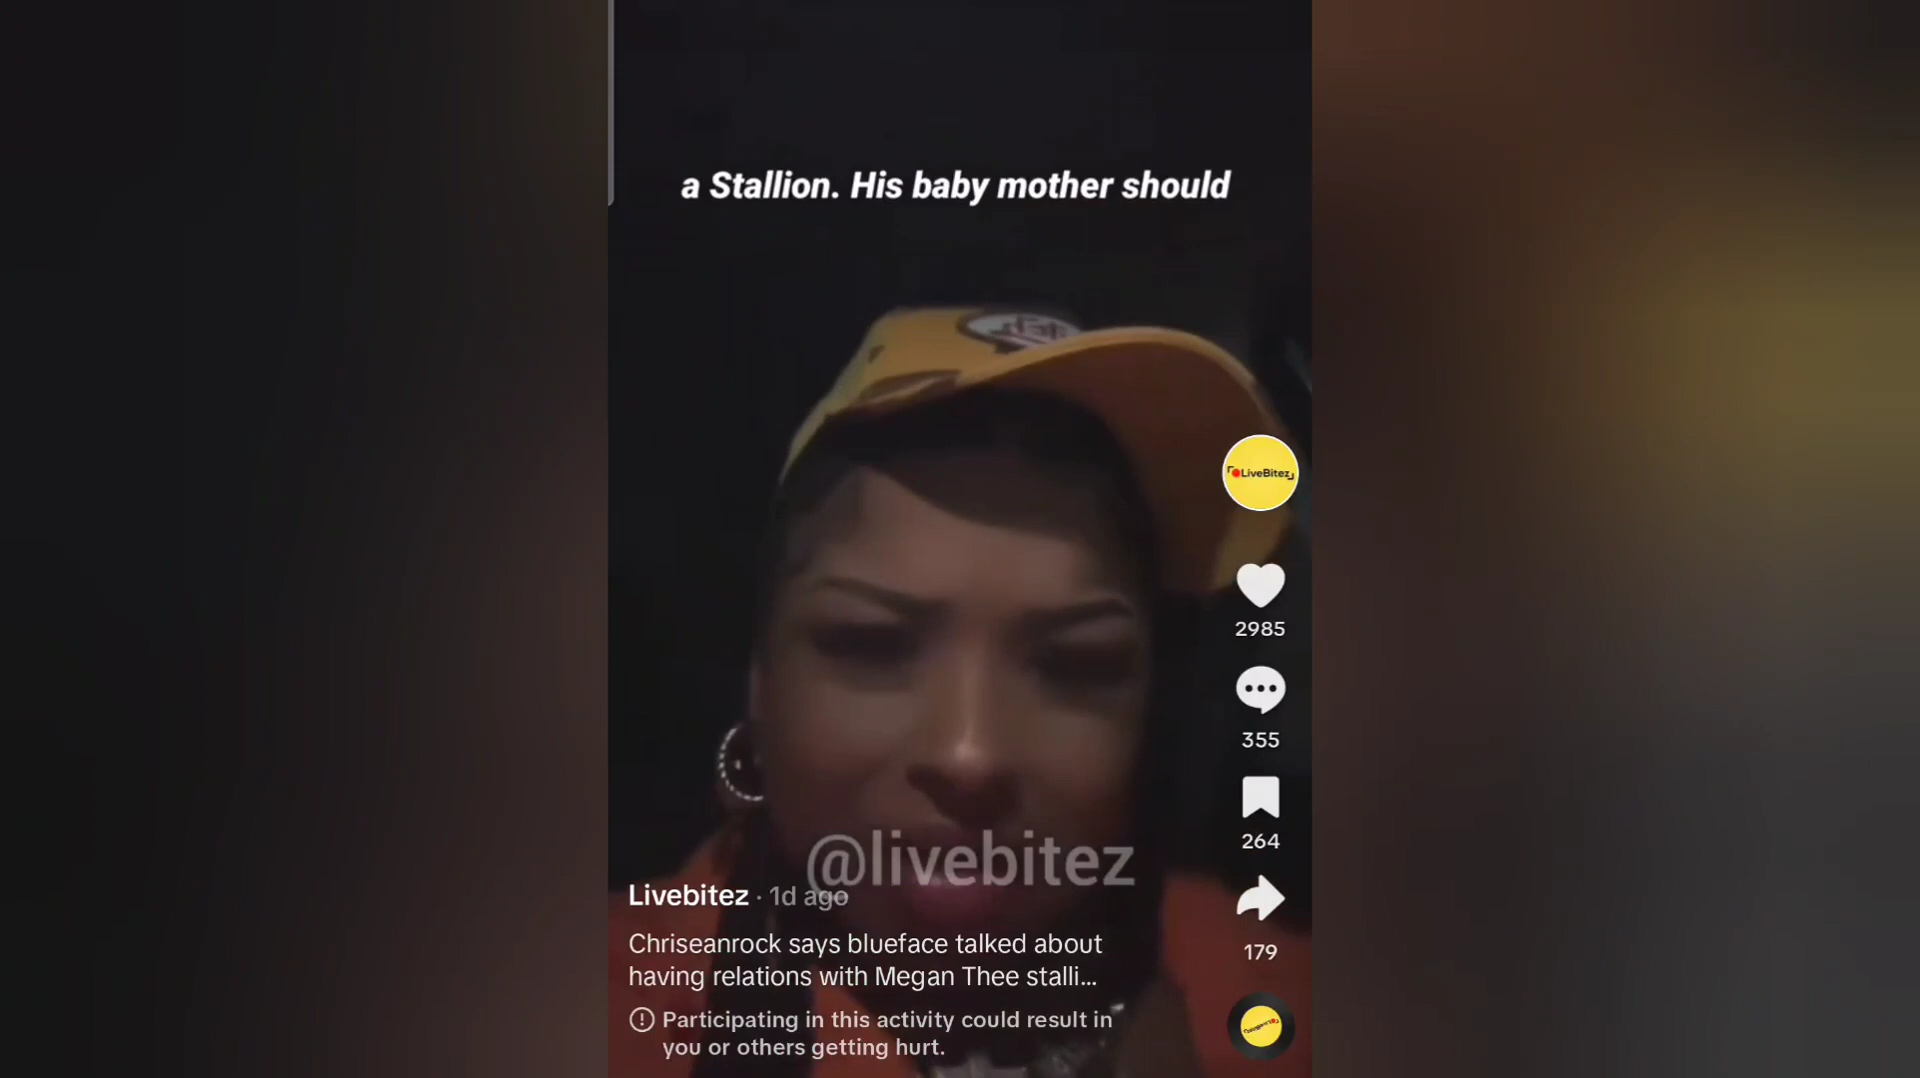 a Stallion. His baby mother should
LiveBitez
2985
355
264
179
@livebitez
Livebitez · 1d ago
Chriseanrock says blueface talked about
having relations with Megan Thee stalli...
Participating in this activity could result in
you or others getting hurt.